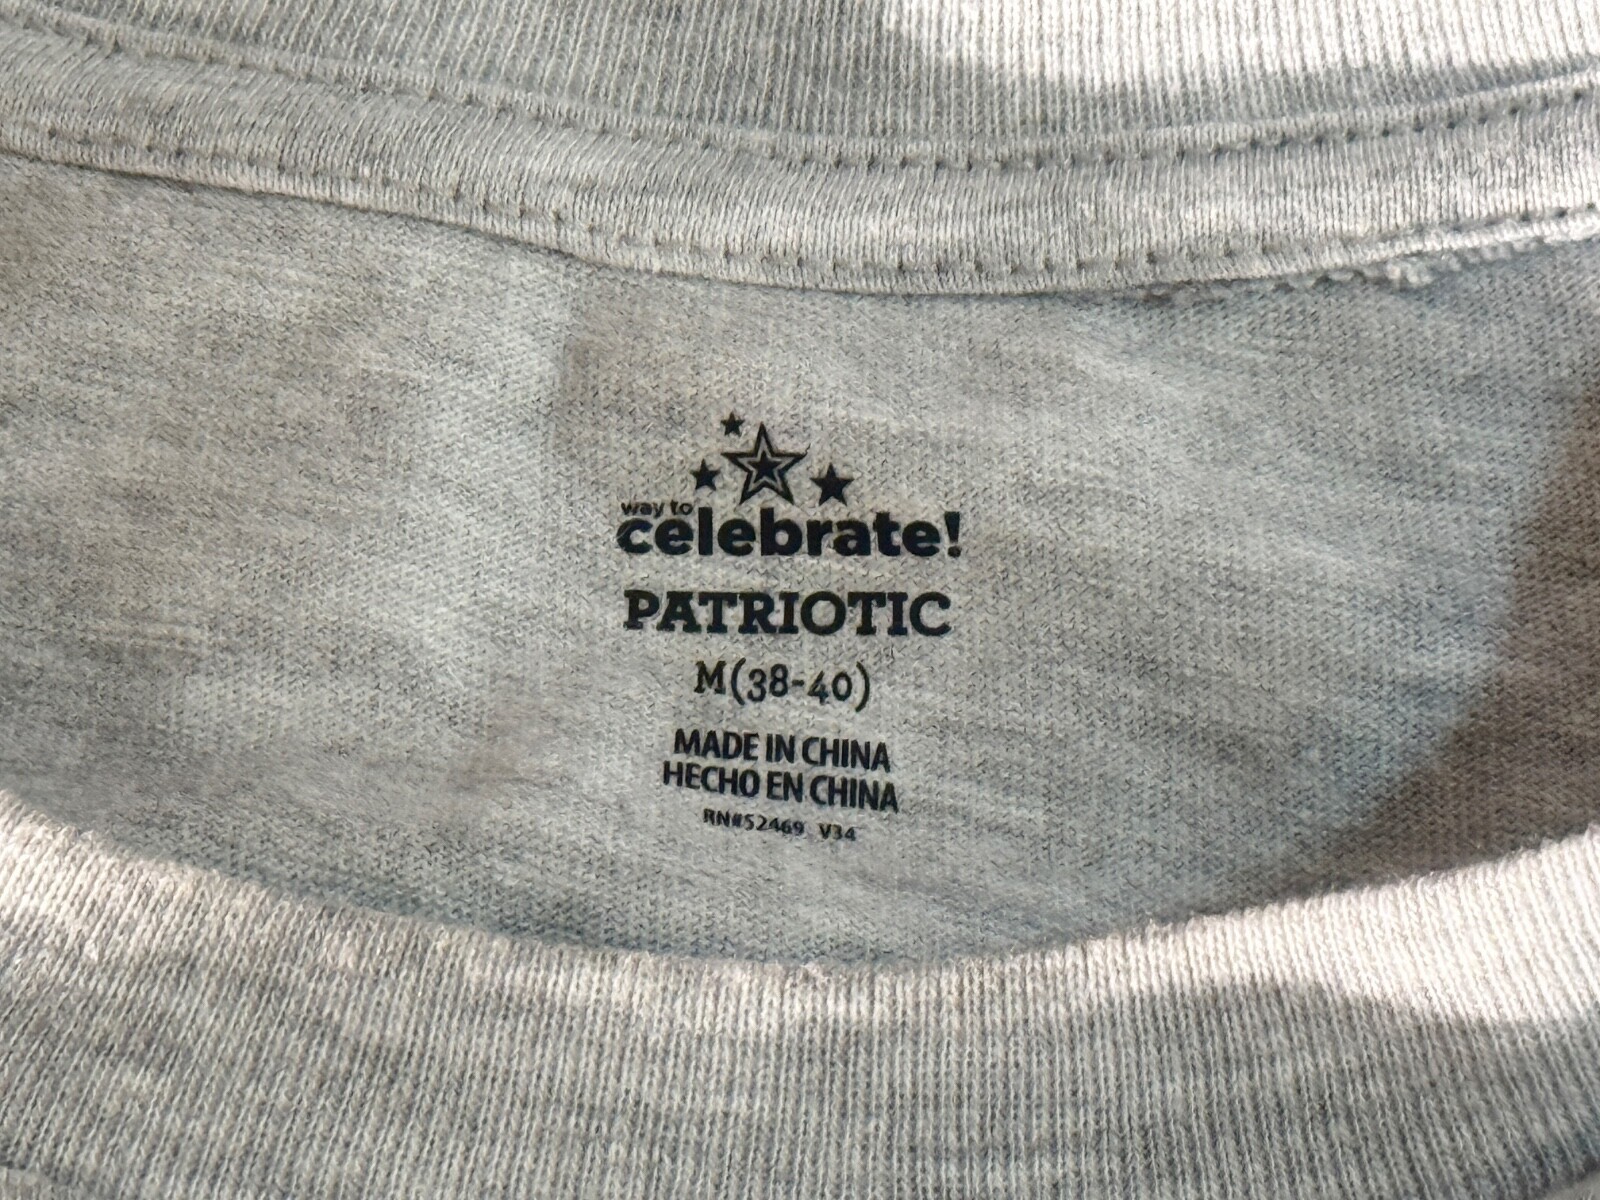 way to
celebrate!
PATRIOTIC
M(38-40)
MADE IN CHINA
HECHO EN CHINA
RN#52469 V34